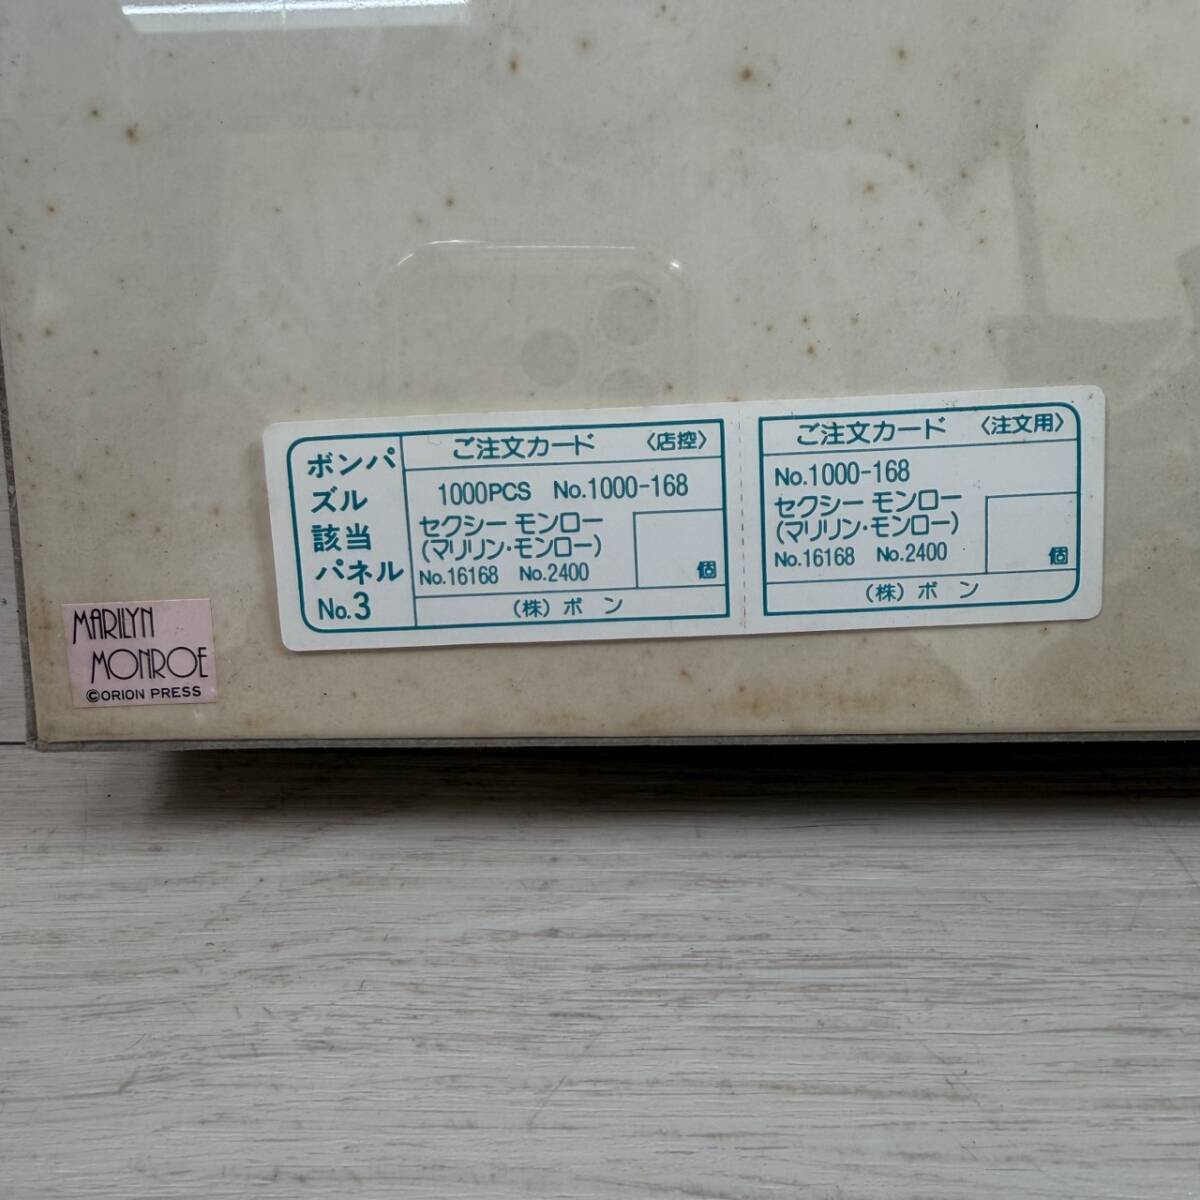 ボンパ
ズル
該当
パネル
No.3
ご注文カード 〈店控〉
1000PCS No.1000-168
セクシー モンロー
(マリリン・モンロー)
No.16168 No.2400
個
(株) ボン
ご注文カード 〈注文用〉
No.1000-168
セクシー モンロー
(マリリン・モンロー)
No.16168 No.2400
個
(株) ボン
MARILYN
MONROE
©ORION PRESS